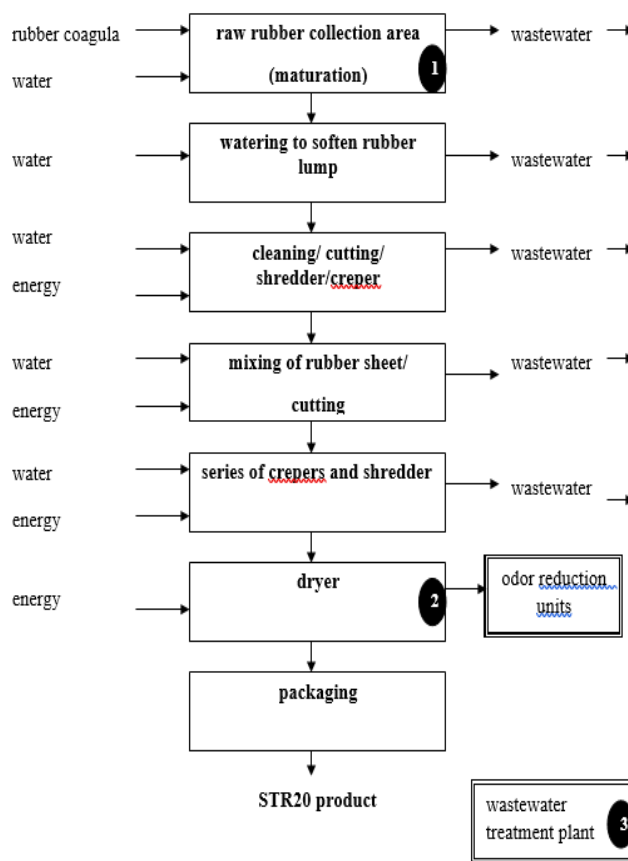 rubber coagula
raw rubber collection area
wastewater
water
(maturation)
1
watering to soften rubber
lump
water
wastewater
water
cleaning/ cutting/
shredder/creper
wastewater
energy
water
mixing of rubber sheet/
wastewater
energy
cutting
water
series of crepers and shredder
wastewater
energy
dryer
odor reduction
units
energy
2
packaging
STR20 product
wastewater
treatment plant
3